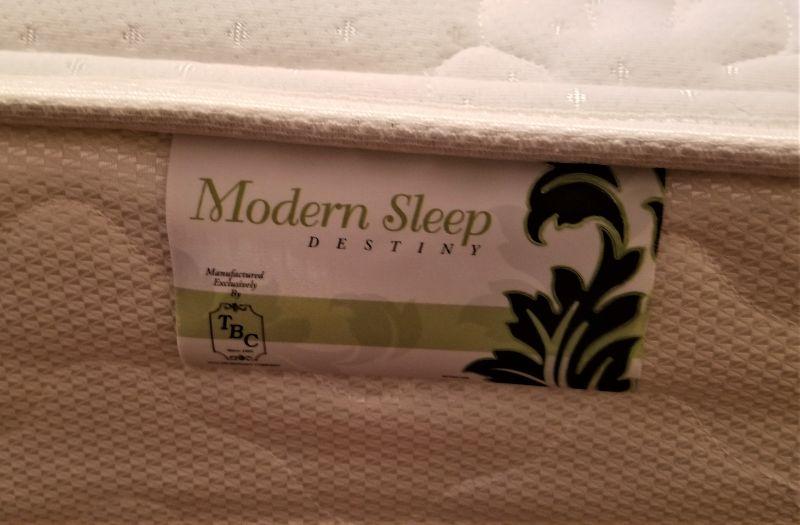 Modern Sleep
DESTINY
Manufactured
Exclusively
By
TBC